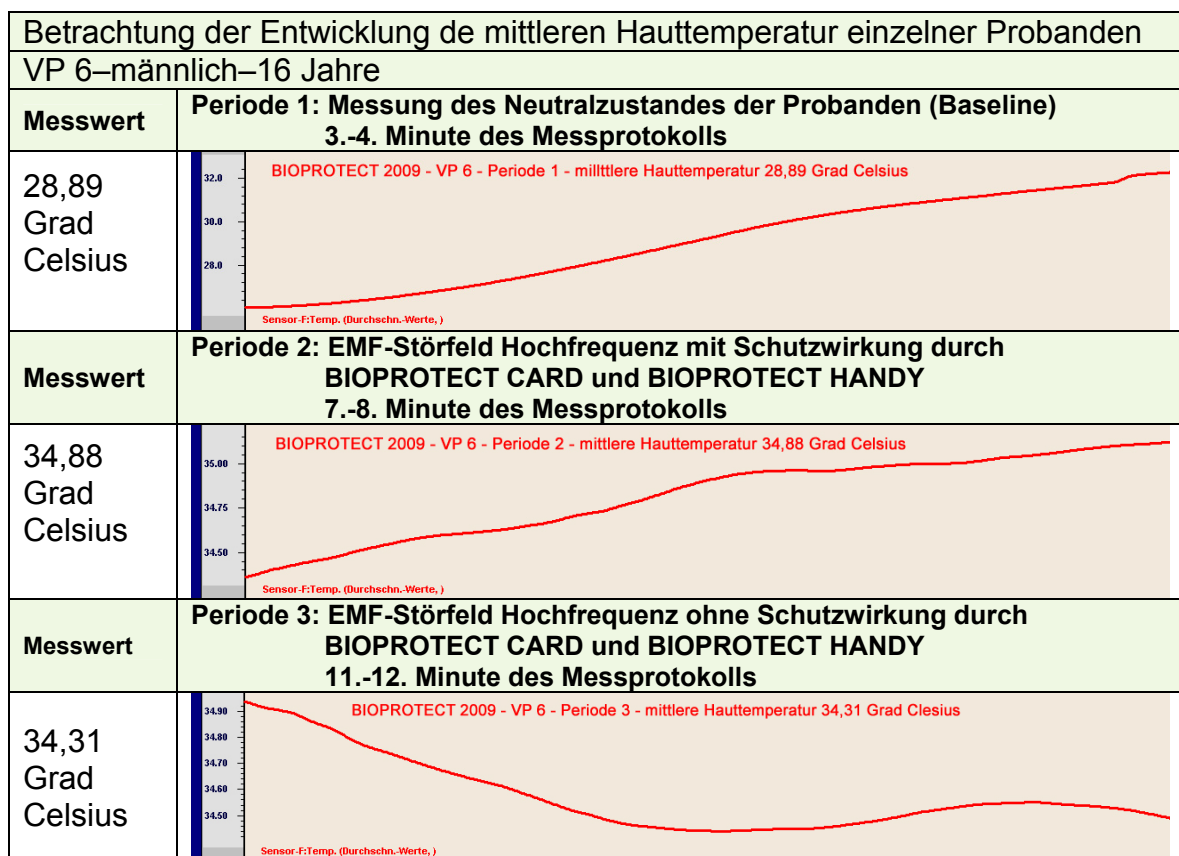 Betrachtung der Entwicklung de mittleren Hauttemperatur einzelner Probanden
VP 6–männlich–16 Jahre
Messwert
Periode 1: Messung des Neutralzustandes der Probanden (Baseline)
3.-4. Minute des Messprotokolls
28,89
Grad
Celsius
BIOPROTECT 2009 - VP 6 - Periode 1 - millttlere Hauttemperatur 28,89 Grad Celsius
32.0
30.0
28.0
Sensor-F:Temp. (Durchschn.-Werte, )
Messwert
Periode 2: EMF-Störfeld Hochfrequenz mit Schutzwirkung durch
BIOPROTECT CARD und BIOPROTECT HANDY
7.-8. Minute des Messprotokolls
34,88
Grad
Celsius
BIOPROTECT 2009 - VP 6 - Periode 2 - mittlere Hauttemperatur 34,88 Grad Celsius
35.00
34.75
34.50
Sensor-F:Temp. (Durchschn.-Werte, )
Messwert
Periode 3: EMF-Störfeld Hochfrequenz ohne Schutzwirkung durch
BIOPROTECT CARD und BIOPROTECT HANDY
11.-12. Minute des Messprotokolls
34,31
Grad
Celsius
BIOPROTECT 2009 - VP 6 - Periode 3 - mittlere Hauttemperatur 34,31 Grad Clesius
34.90
34.80
34.70
34.60
34.50
Sensor-F:Temp. (Durchschn.-Werte, )